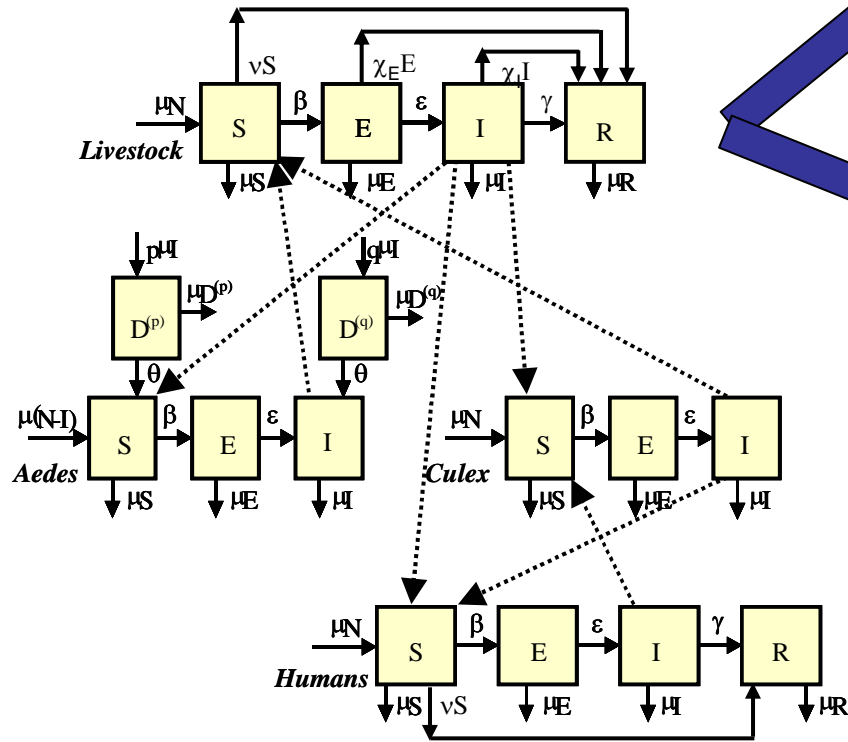 νS
χEE
χII
μN
S
β
E
ε
I
γ
R
Livestock
μS
μE
μI
μR
pμI
qμI
D(p)
μD(p)
D(q)
μD(q)
θ
θ
μ(N-I)
S
β
E
ε
I
μN
S
β
E
ε
I
Aedes
Culex
μS
μE
μI
μS
μE
μI
μN
S
β
E
ε
I
γ
R
Humans
μS
νS
μE
μI
μR